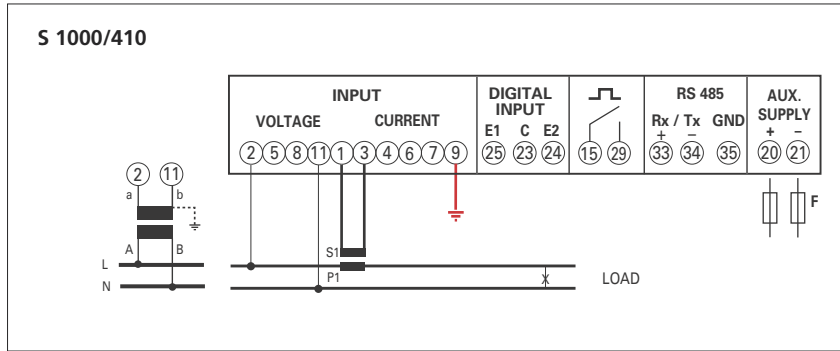 S 1000/410
INPUT
DIGITAL
INPUT
RS 485
AUX.
SUPPLY
VOLTAGE
CURRENT
E1 C E2
Rx / Tx GND
+ −
+ −
2 5 8 11 1 3 4 6 7 9
25 23 24
15 29
33 34 35
20 21
2 11
a b
F
A B
S1
L
P1
LOAD
N
X